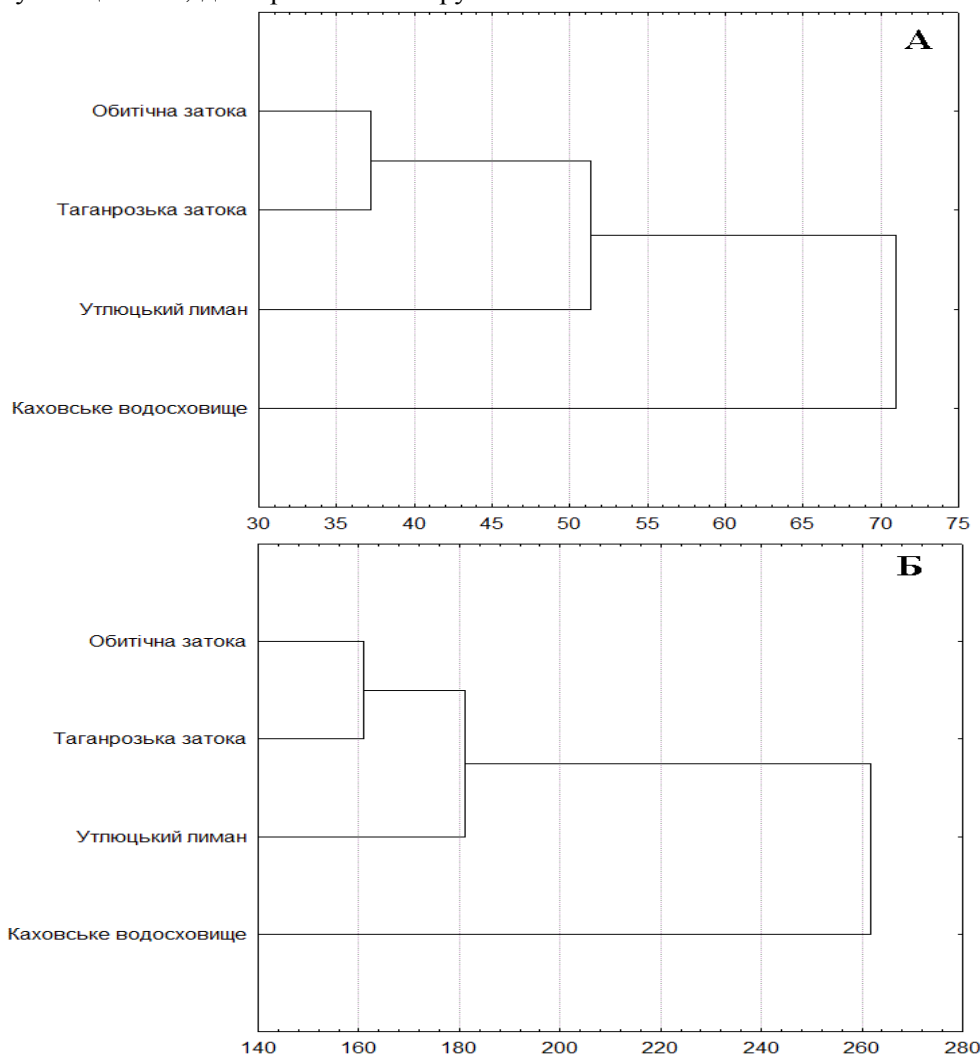 А
Обитічна затока
Таганрозька затока
Утлюцький лиман
Каховське водосховище
30 35 40 45 50 55 60 65 70 75
Б
Обитічна затока
Таганрозька затока
Утлюцький лиман
Каховське водосховище
140 160 180 200 220 240 260 280